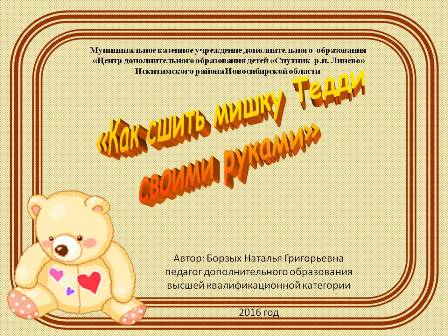 Муниципальное казенное учреждение дополнительного образования
«Центр дополнительного образования детей «Спутник р.п. Линево»
Искитимского района Новосибирской области
«Как сшить мишку Тедди
своими руками»
Автор: Борзых Наталья Григорьевна
педагог дополнительного образования
высшей квалификационной категории
2016 год